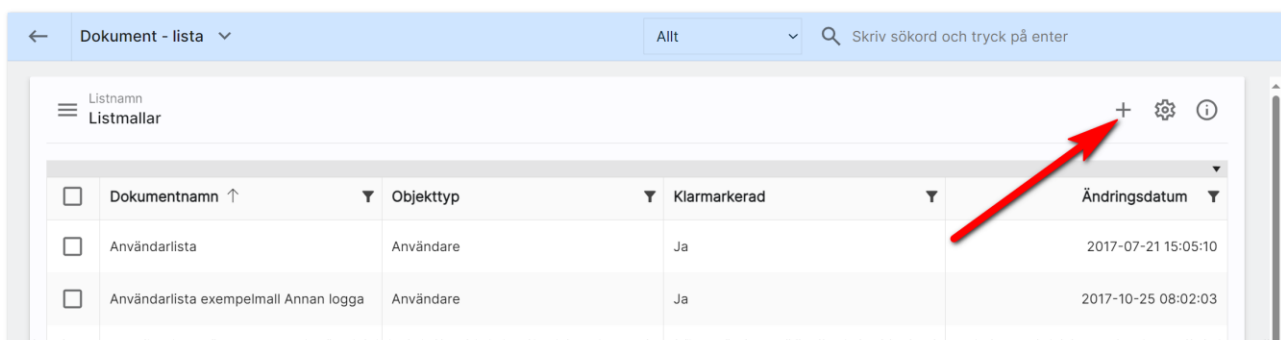 Dokument - lista Allt Skriv sökord och tryck på enter
Listnamn
Listmallar
Dokumentnamn Objekttyp Klarmarkerad Ändringsdatum
Användarlista Användare Ja 2017-07-21 15:05:10
Användarlista exempelmall Annan logga Användare Ja 2017-10-25 08:02:03